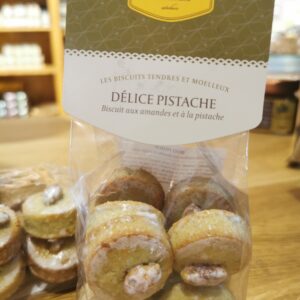 LES BISCUITS TENDRES ET MOELLEUX
DÉLICE PISTACHE
Biscuit aux amandes et à la pistache